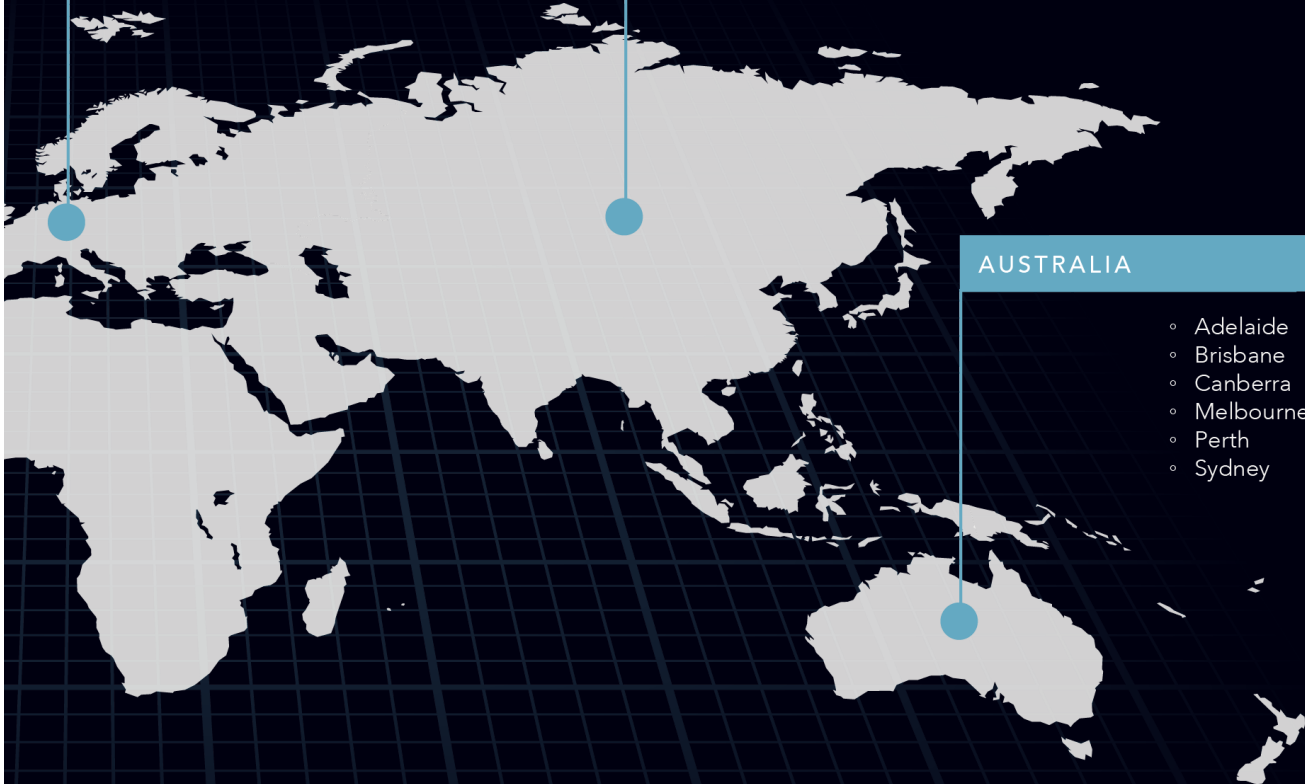 AUSTRALIA
◦ Adelaide
◦ Brisbane
◦ Canberra
◦ Melbourne
◦ Perth
◦ Sydney